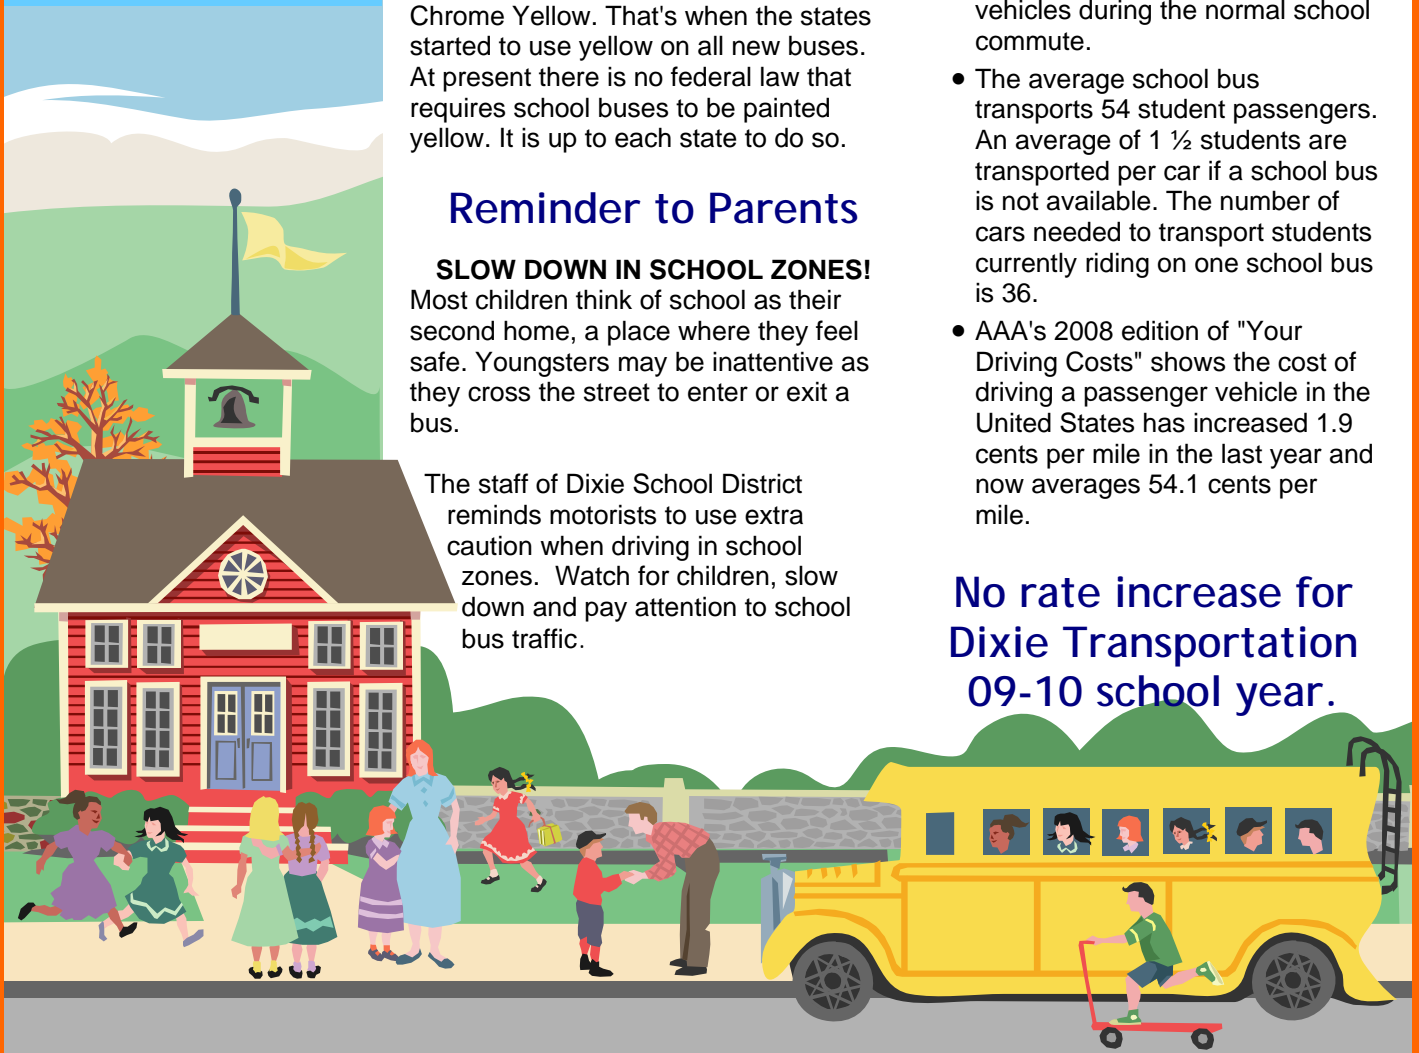 Chrome Yellow. That's when the states
started to use yellow on all new buses.
At present there is no federal law that
requires school buses to be painted
yellow. It is up to each state to do so.
Reminder to Parents
SLOW DOWN IN SCHOOL ZONES!
Most children think of school as their
second home, a place where they feel
safe. Youngsters may be inattentive as
they cross the street to enter or exit a
bus.
The staff of Dixie School District
reminds motorists to use extra
caution when driving in school
zones.  Watch for children, slow
down and pay attention to school
bus traffic.
vehicles during the normal school
commute.
• The average school bus
transports 54 student passengers.
An average of 1 ½ students are
transported per car if a school bus
is not available. The number of
cars needed to transport students
currently riding on one school bus
is 36.
• AAA's 2008 edition of "Your
Driving Costs" shows the cost of
driving a passenger vehicle in the
United States has increased 1.9
cents per mile in the last year and
now averages 54.1 cents per
mile.
No rate increase for
Dixie Transportation
09-10 school year.